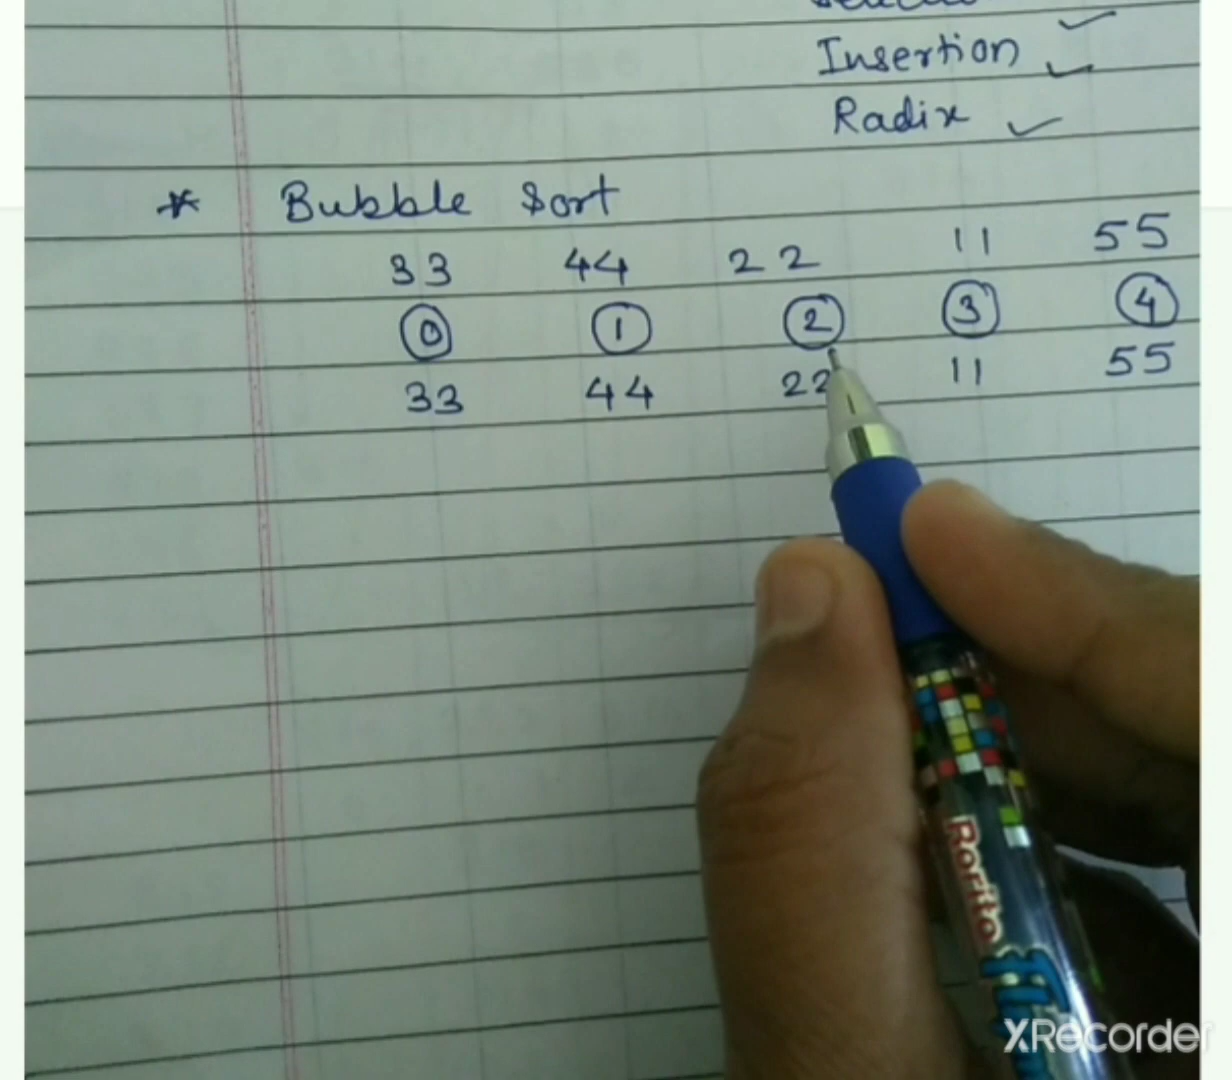 Insertion ✓
Radix ✓
* Bubble Sort
33 44 22 11 55
0 1 2 3 4
33 44 22 11 55
Rorito
XRecorder